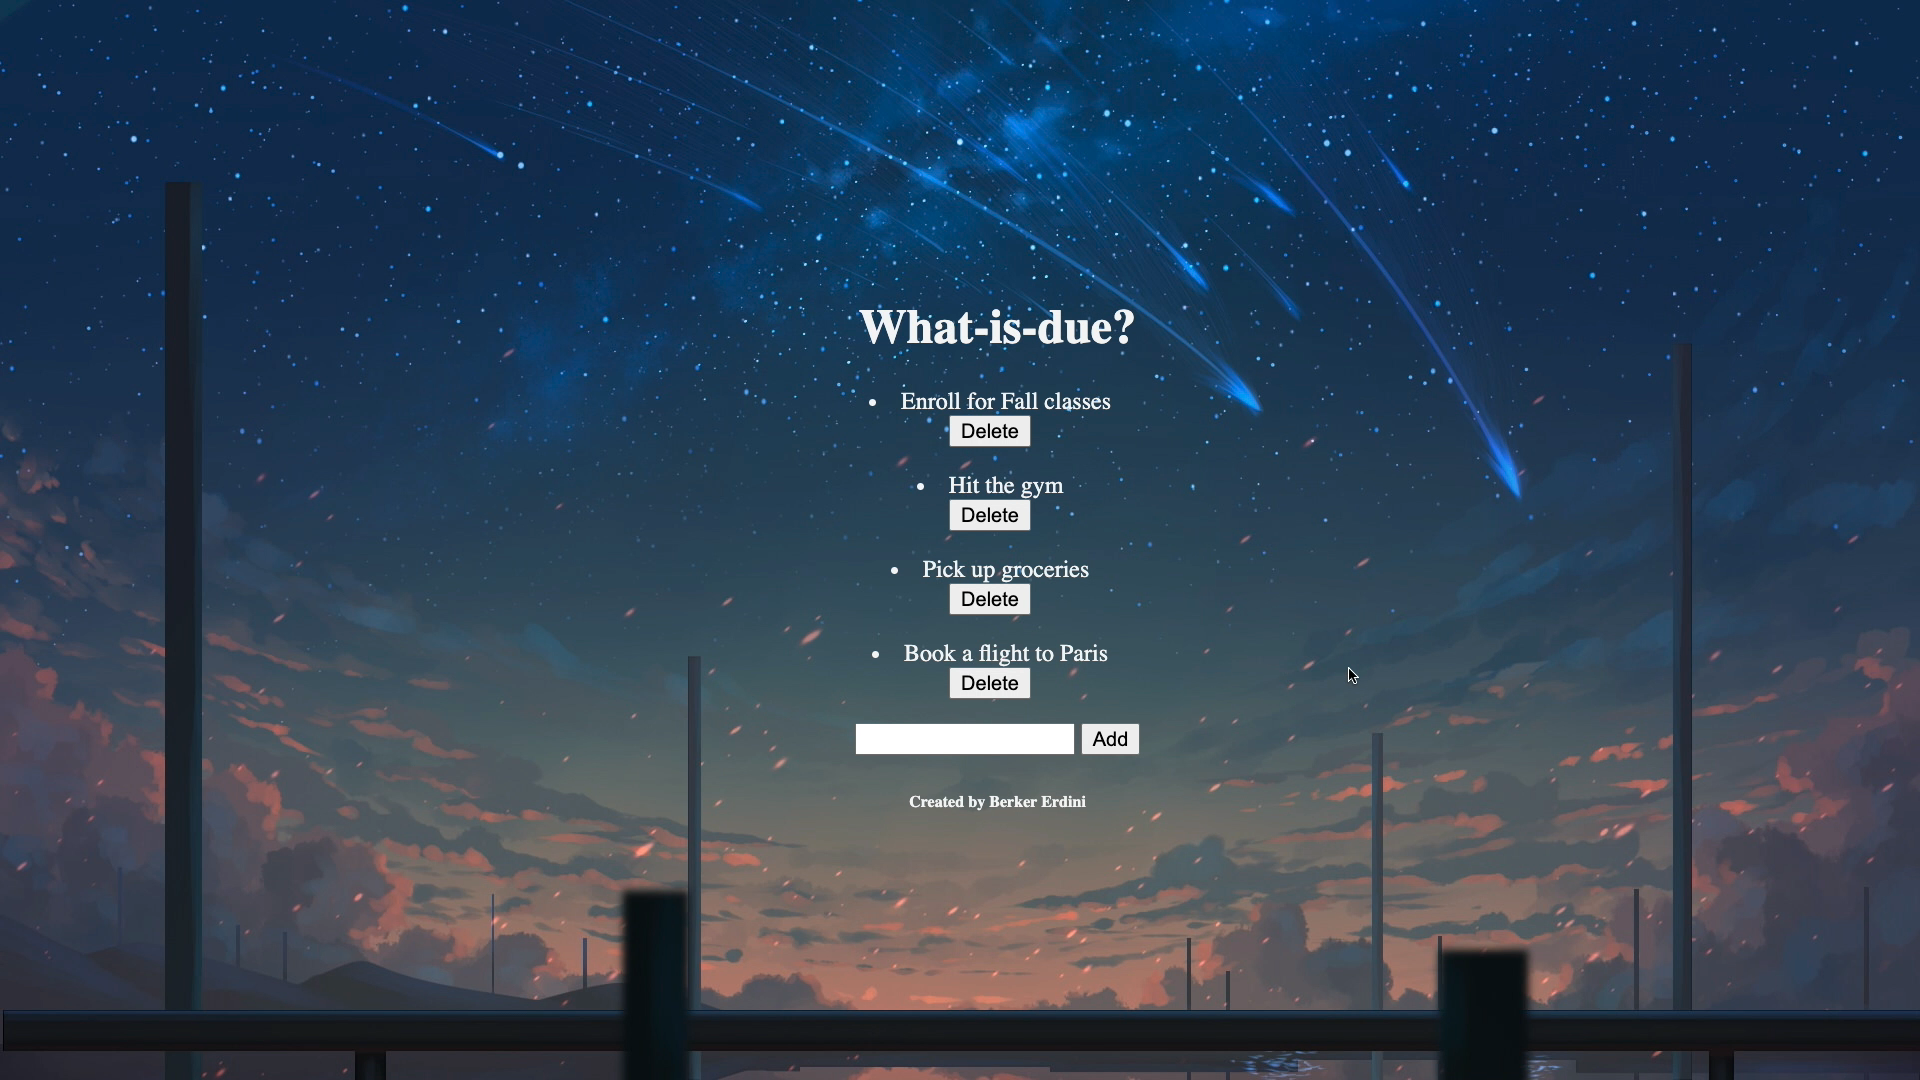 What-is-due?
• Enroll for Fall classes
Delete
• Hit the gym
Delete
• Pick up groceries
Delete
• Book a flight to Paris
Delete
Add
Created by Berker Erdini